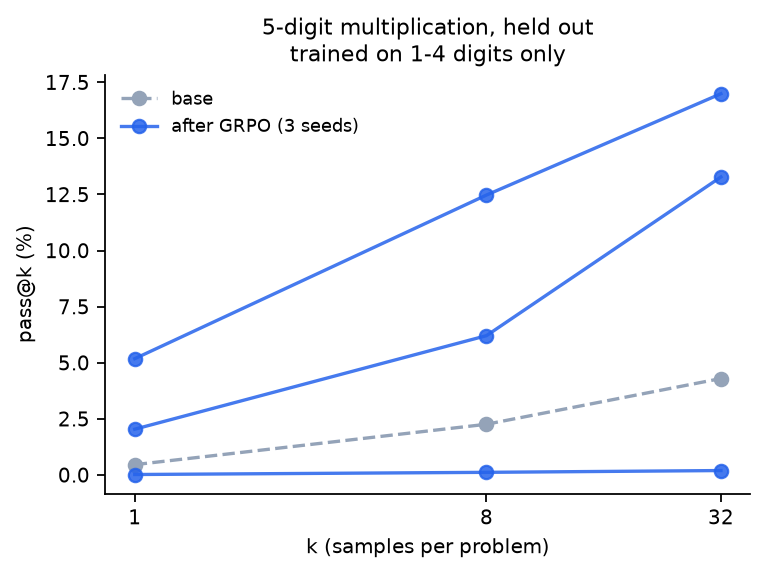 5-digit multiplication, held out
trained on 1-4 digits only
17.5
15.0
12.5
10.0
7.5
5.0
2.5
0.0
pass@k (%)
base
after GRPO (3 seeds)
1
8
32
k (samples per problem)